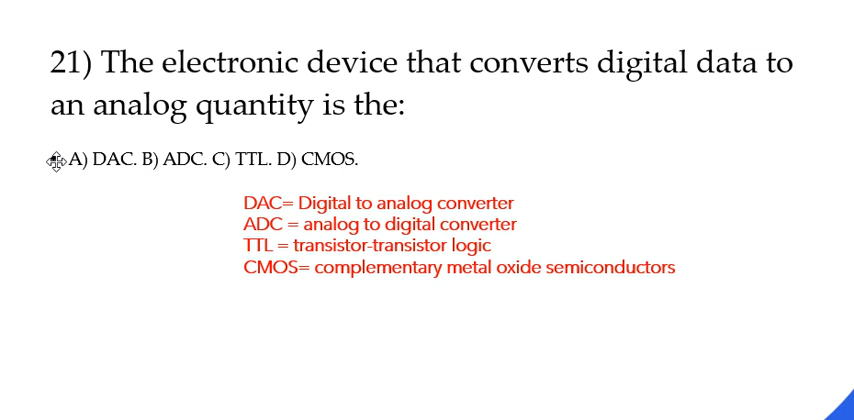 21) The electronic device that converts digital data to
an analog quantity is the:
A) DAC. B) ADC. C) TTL. D) CMOS.
DAC= Digital to analog converter
ADC = analog to digital converter
TTL = transistor-transistor logic
CMOS= complementary metal oxide semiconductors